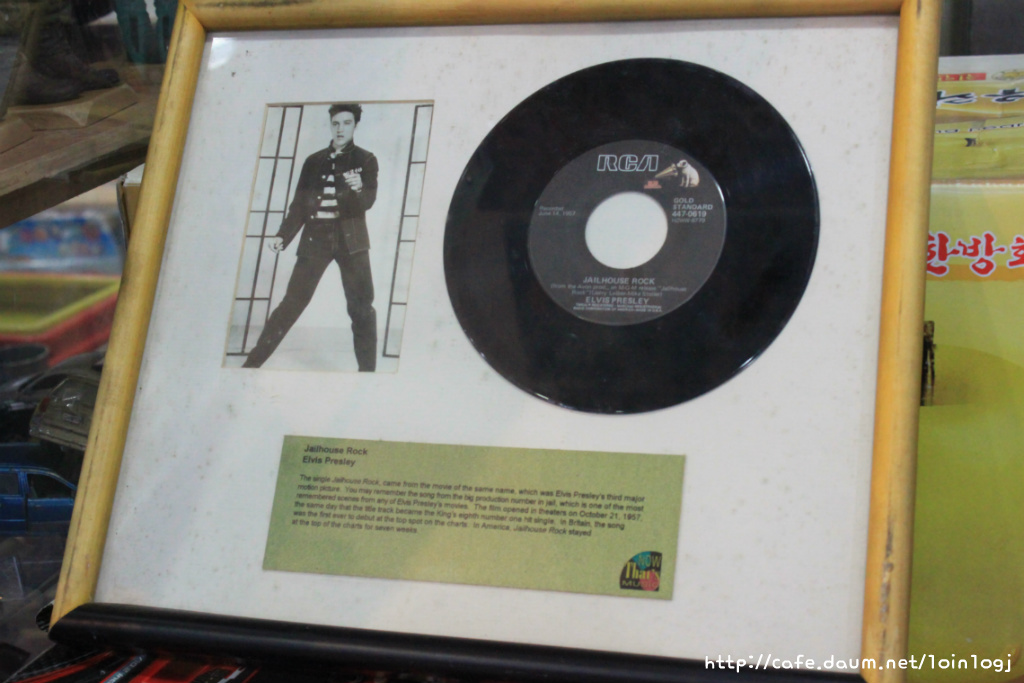 RCA
Recorded
GOLD
STANDARD
447-0619
JAILHOUSE ROCK
ELVIS PRESLEY
Jailhouse Rock
Elvis Presley
The single Jailhouse Rock, came from the movie of the same name, which was Elvis Presley's third major
motion picture. You may remember the song from the big production number in jail, which is one of the most
remembered scenes from any of Elvis Presley's movies. The film opened in theaters on October 21, 1957,
the same day that the title track became the King's eighth number one hit single. In Britain, the song
was the first ever to debut at the top spot on the charts. In America, Jailhouse Rock stayed
at the top of the charts for seven weeks.
NOW
That's
MUSIC
한방
http://cafe.daum.net/1oin1ogj